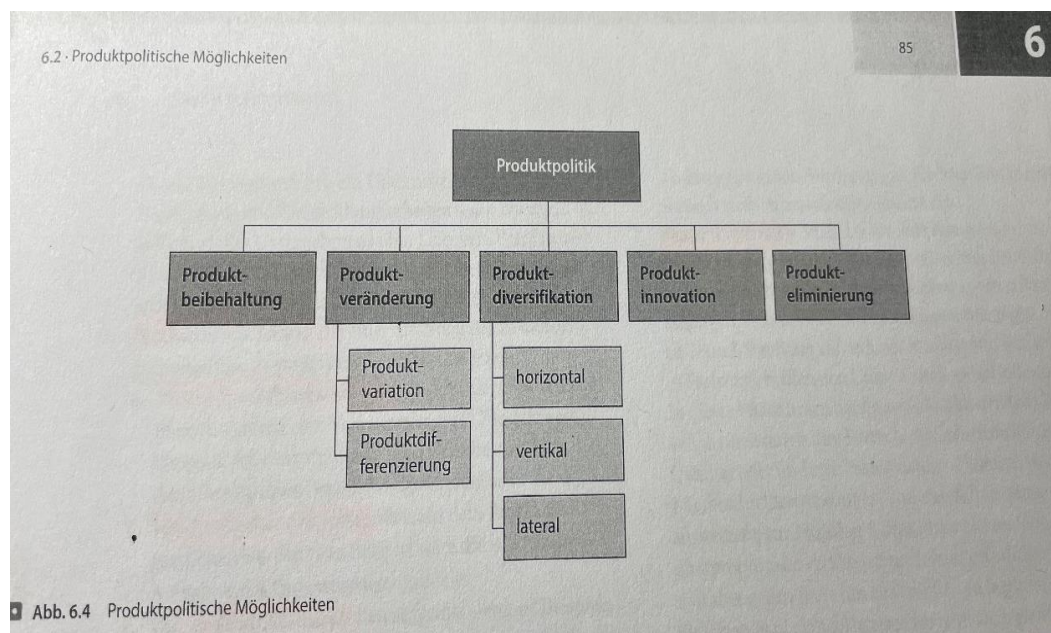 6.2 · Produktpolitische Möglichkeiten
85
6
Produktpolitik
Produkt-
beibehaltung
Produkt-
veränderung
Produkt-
diversifikation
Produkt-
innovation
Produkt-
eliminierung
Produkt-
variation
Produktdif-
ferenzierung
horizontal
vertikal
lateral
Abb. 6.4 Produktpolitische Möglichkeiten